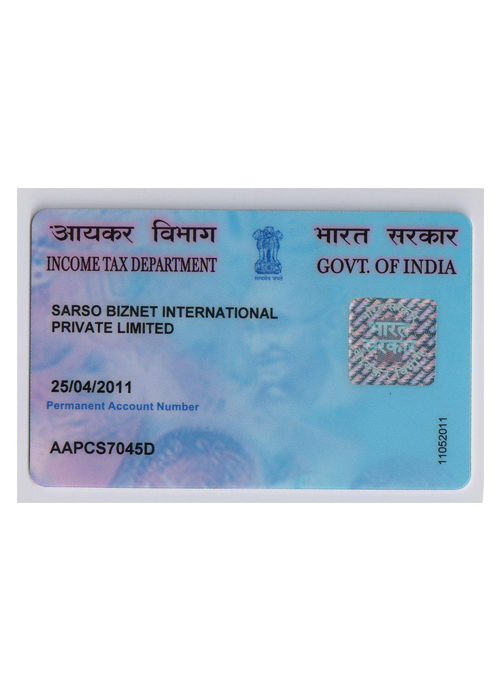 आयकर विभाग
भारत सरकार
INCOME TAX DEPARTMENT
GOVT. OF INDIA
SARSO BIZNET INTERNATIONAL
PRIVATE LIMITED
भारत
सरकार
25/04/2011
Permanent Account Number
AAPCS7045D
11052011